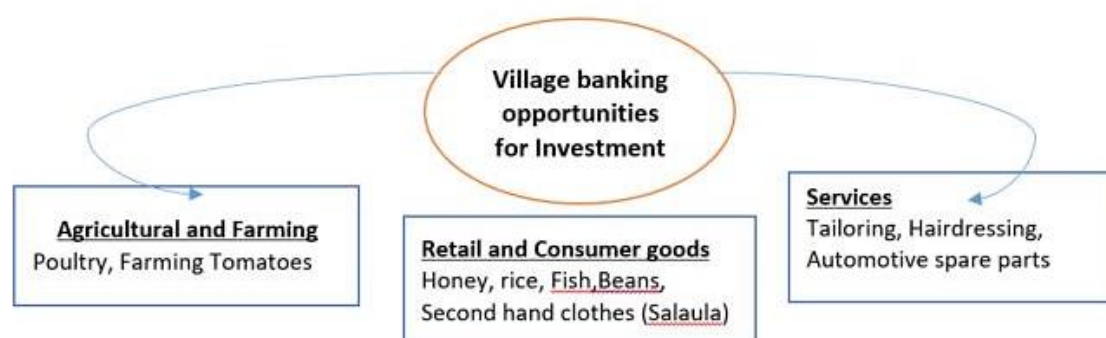 Village banking
opportunities
for Investment
Agricultural and Farming
Poultry, Farming Tomatoes
Retail and Consumer goods
Honey, rice, Fish,Beans,
Second hand clothes (Salaula)
Services
Tailoring, Hairdressing,
Automotive spare parts